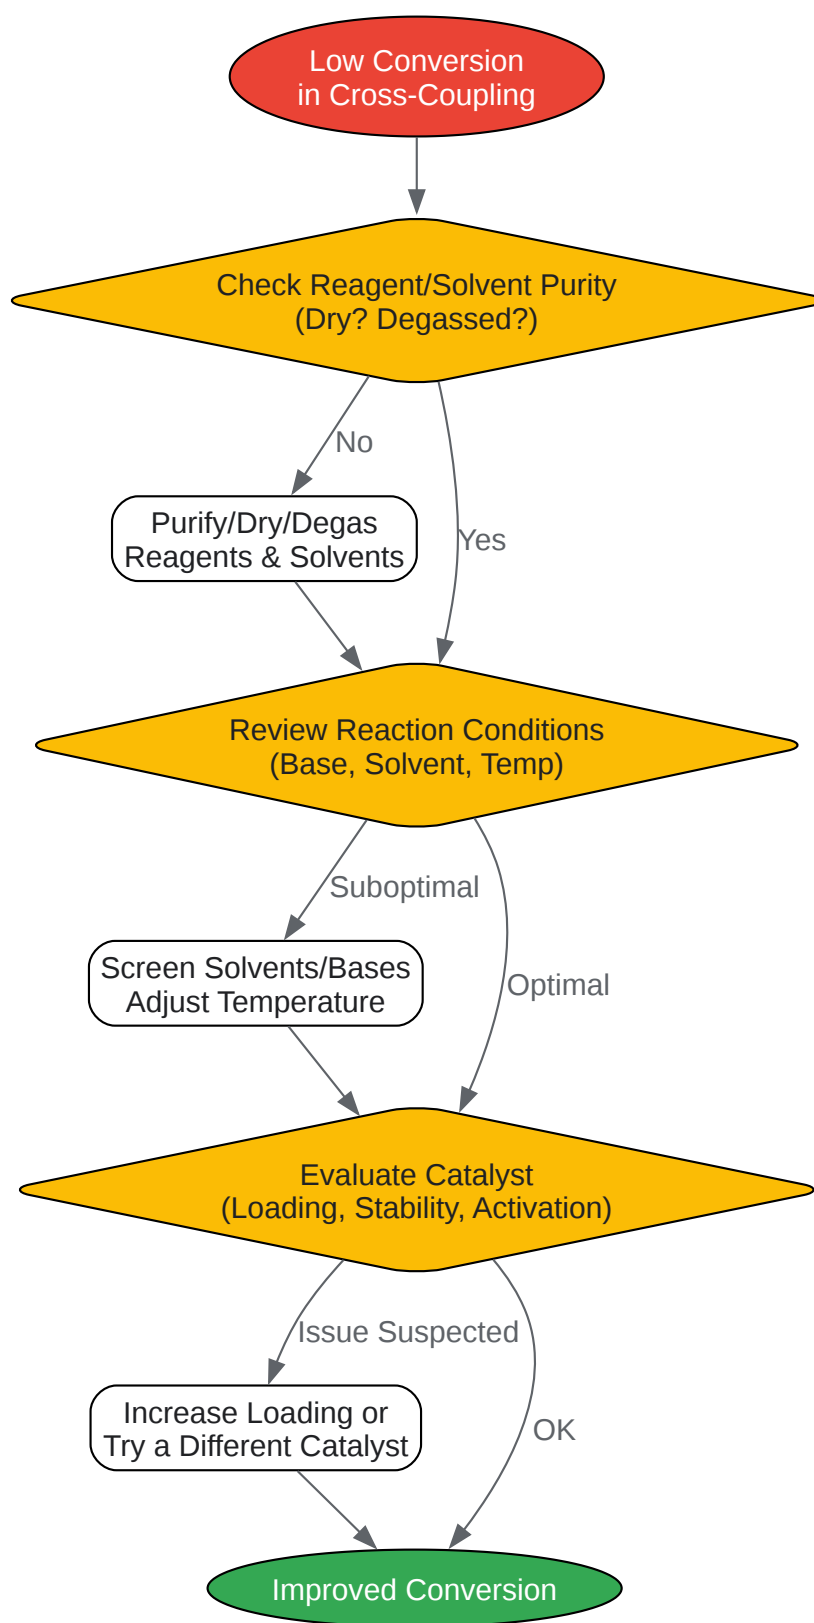 Low Conversion
in Cross-Coupling
Check Reagent/Solvent Purity
(Dry? Degassed?)
No
Purify/Dry/Degas
Reagents & Solvents
Yes
Review Reaction Conditions
(Base, Solvent, Temp)
Suboptimal
Screen Solvents/Bases
Adjust Temperature
Optimal
Evaluate Catalyst
(Loading, Stability, Activation)
Issue Suspected
Increase Loading or
Try a Different Catalyst
OK
Improved Conversion